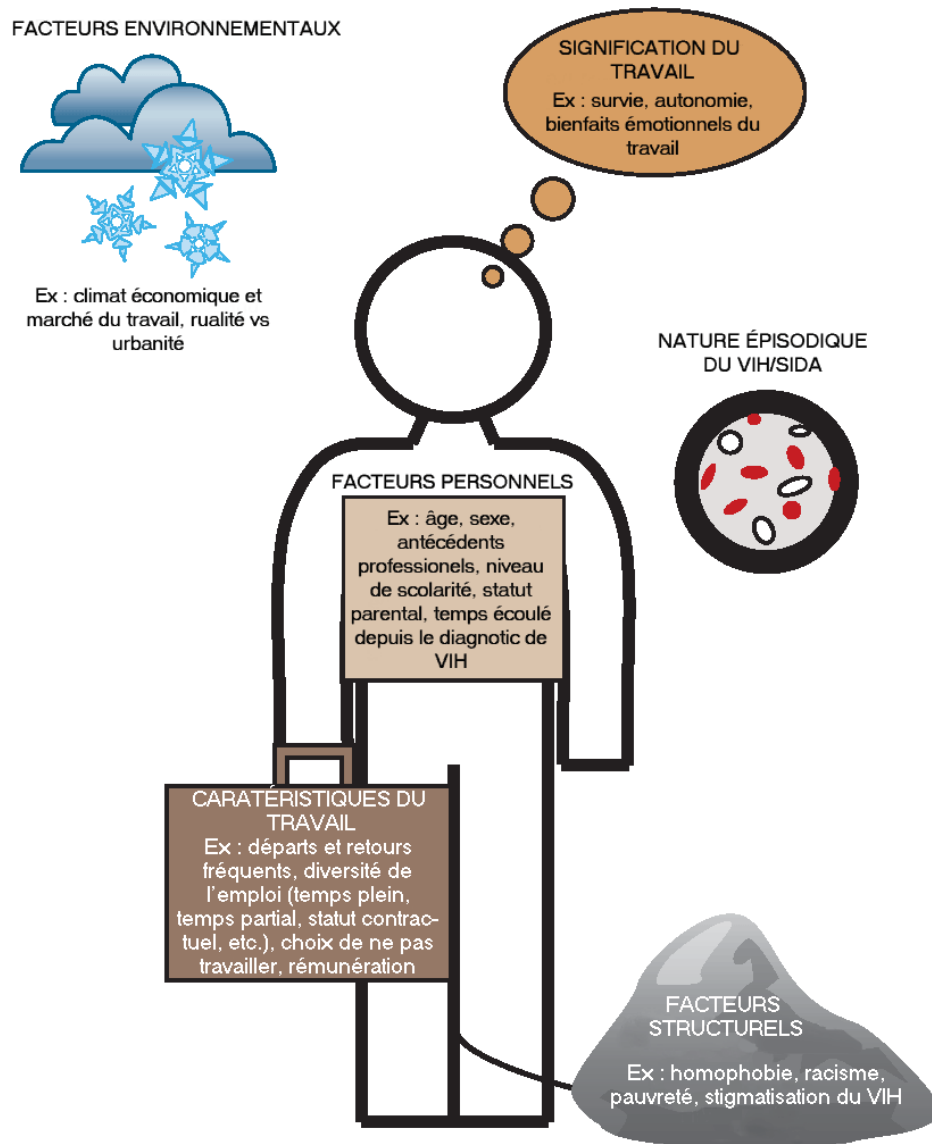 FACTEURS ENVIRONNEMENTAUX
Ex : climat économique et
marché du travail, rualité vs
urbanité
SIGNIFICATION DU
TRAVAIL
Ex : survie, autonomie,
bienfaits émotionnels du
travail
NATURE ÉPISODIQUE
DU VIH/SIDA
FACTEURS PERSONNELS
Ex : âge, sexe,
antécédents
professionels, niveau
de scolarité, statut
parental, temps écoulé
depuis le diagnotic de
VIH
CARATÉRISTIQUES DU
TRAVAIL
Ex : départs et retours
fréquents, diversité de
l'emploi (temps plein,
temps partial, statut contrac-
tuel, etc.), choix de ne pas
travailler, rémunération
FACTEURS
STRUCTURELS
Ex : homophobie, racisme,
pauvreté, stigmatisation du VIH